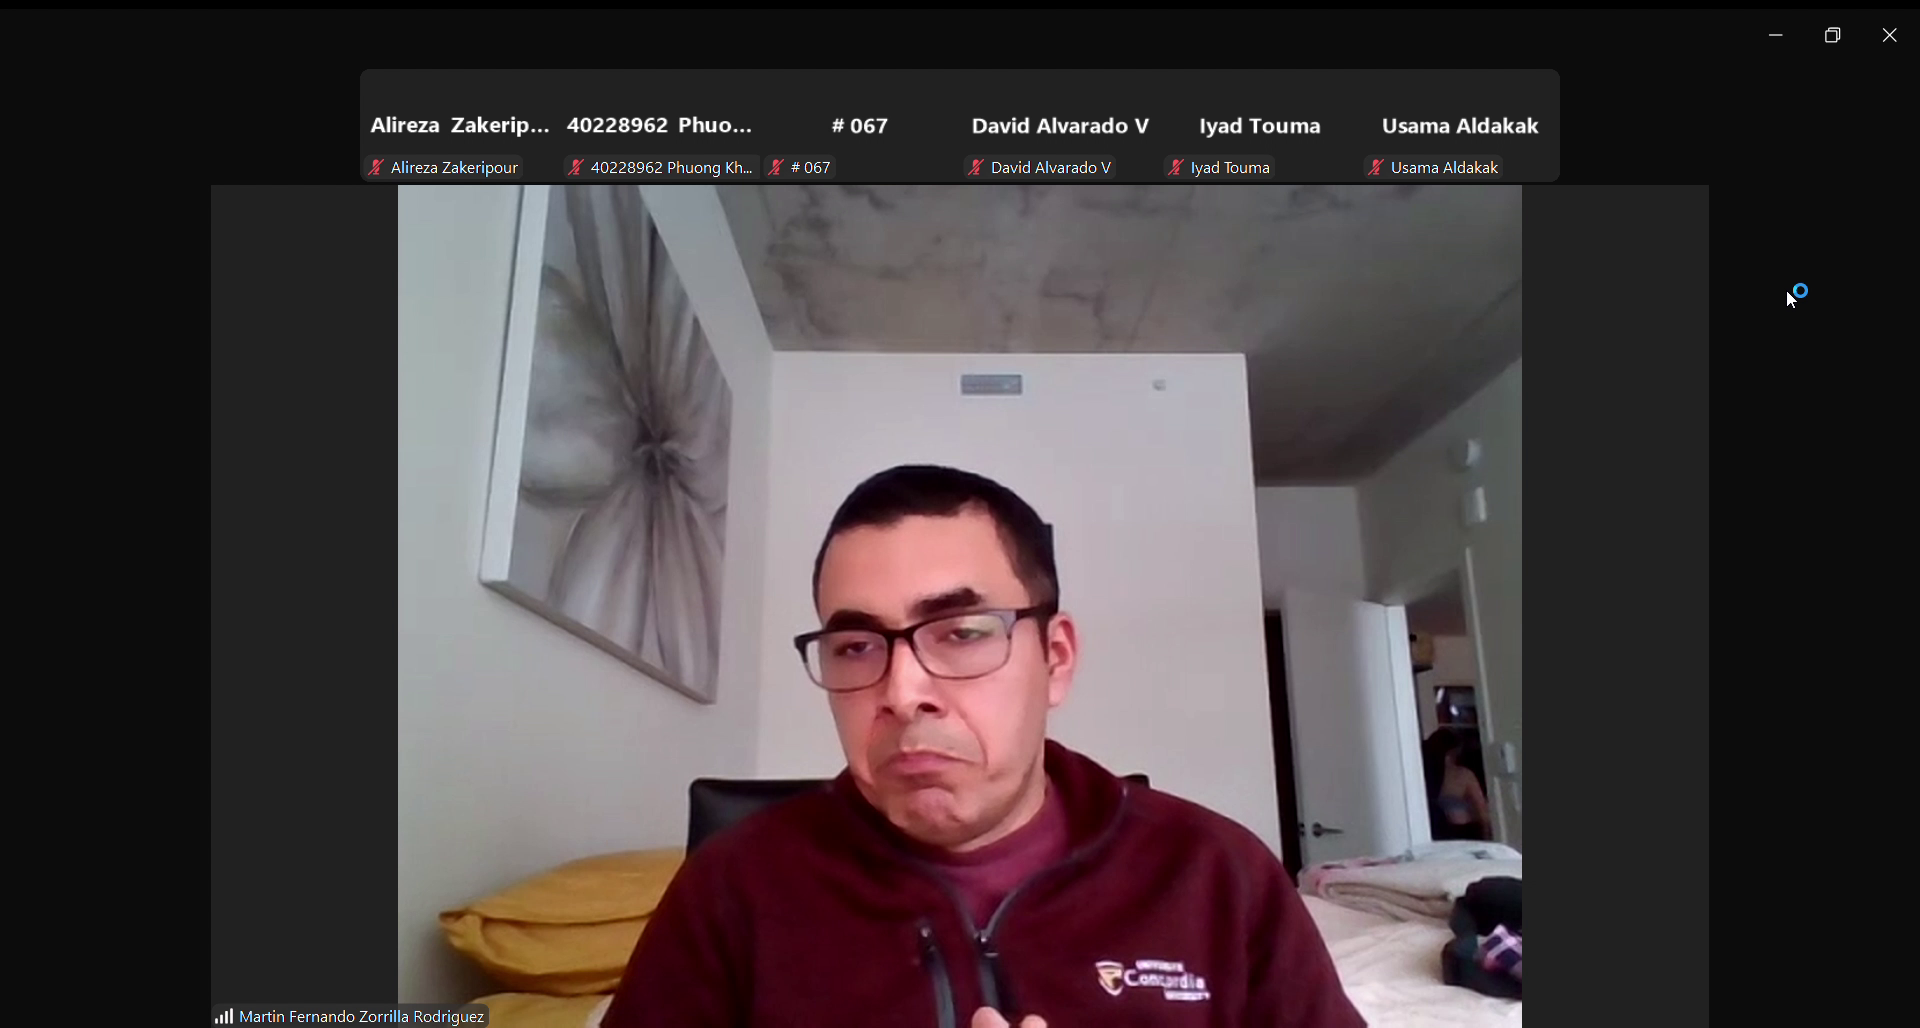 Alireza Zakerip... 40228962 Phuo... # 067 David Alvarado V Iyad Touma Usama Aldakak
Alireza Zakeripour 40228962 Phuong Kh... # 067 David Alvarado V Iyad Touma Usama Aldakak
Concordia
Martin Fernando Zorrilla Rodriguez